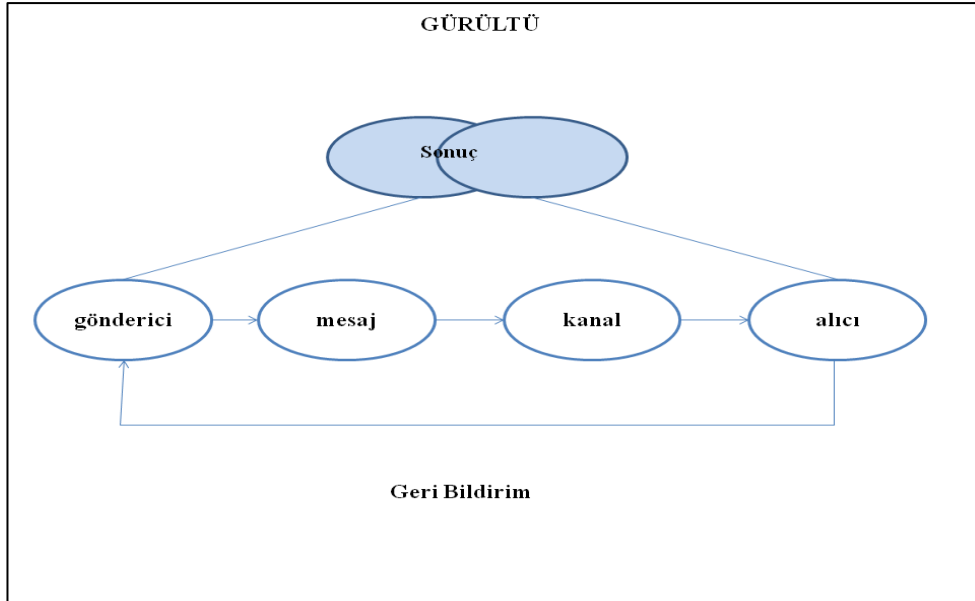 GÜRÜLTÜ
Sonuç
gönderici
mesaj
kanal
alıcı
Geri Bildirim